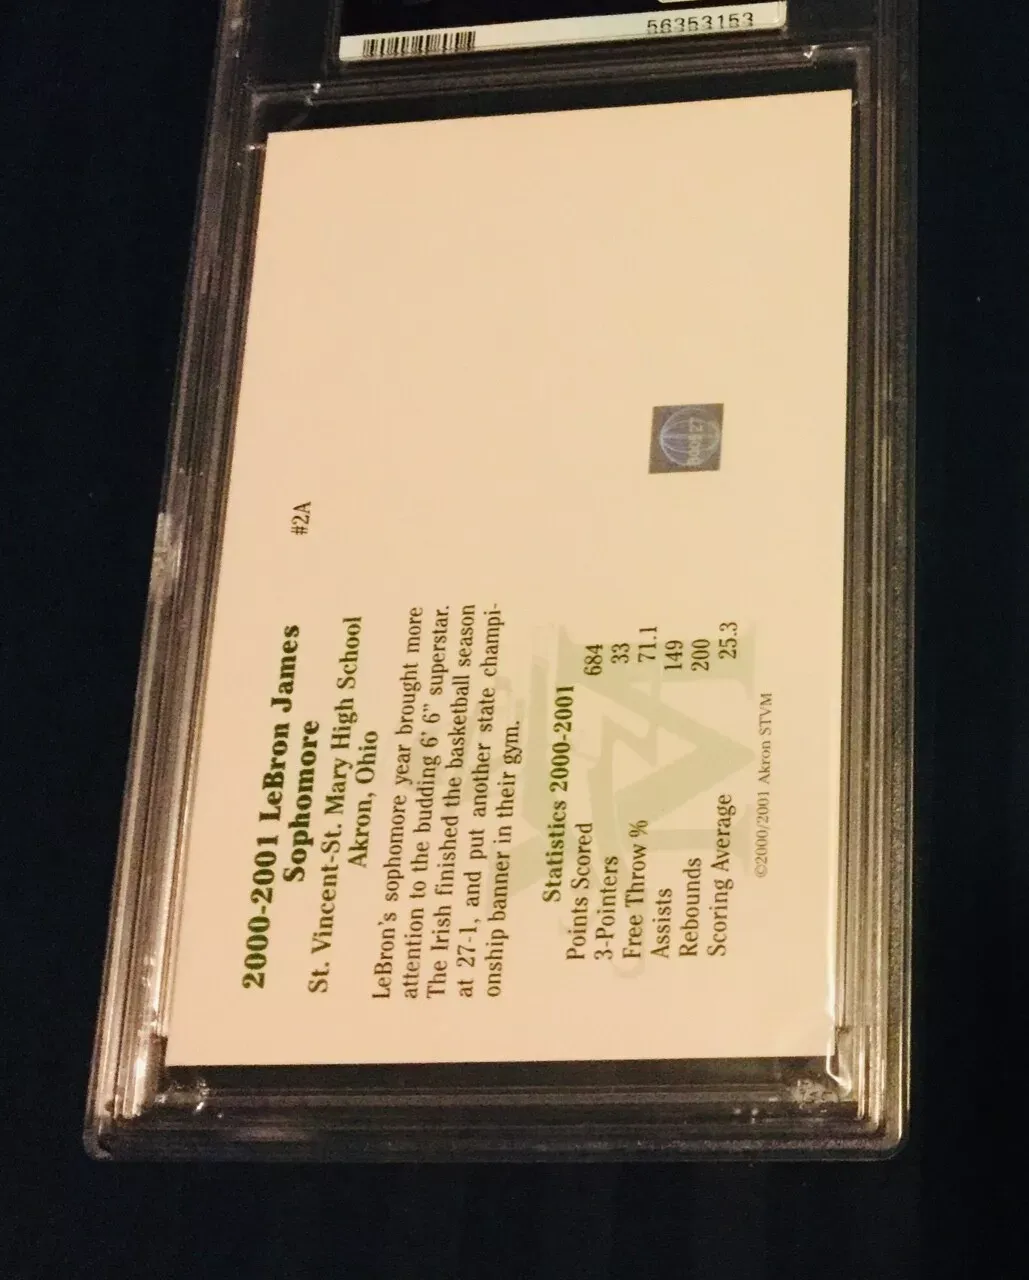 56353153
2000-2001 LeBron James
Sophomore
#2A
St. Vincent-St. Mary High School
Akron, Ohio
LeBron's sophomore year brought more
attention to the budding 6' 6" superstar.
The Irish finished the basketball season
at 27-1, and put another state champi-
onship banner in their gym.
Statistics 2000-2001
Points Scored 684
3-Pointers 33
Free Throw % 71.1
Assists 149
Rebounds 200
Scoring Average 25.3
©2000/2001 Akron STVM